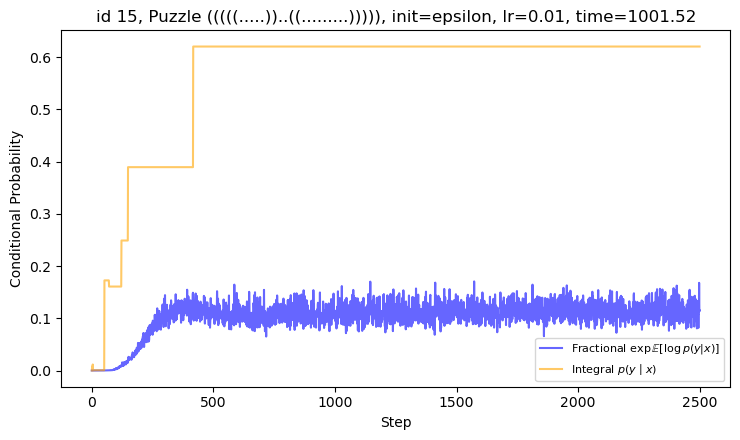 id 15, Puzzle (((((.....))..((.........))))), init=epsilon, lr=0.01, time=1001.52
Conditional Probability
0.6
0.5
0.4
0.3
0.2
0.1
0.0
0 500 1000 1500 2000 2500
Step
Fractional exp𝔼[log p(y|x)]
Integral p(y | x)